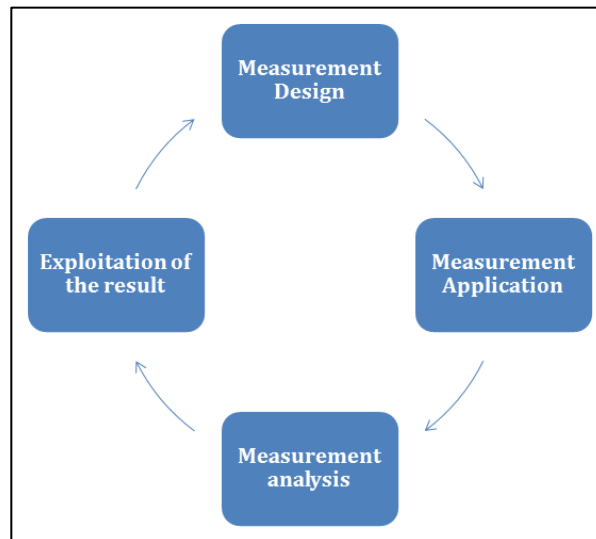 Measurement
Design
Measurement
Application
Measurement
analysis
Exploitation of
the result